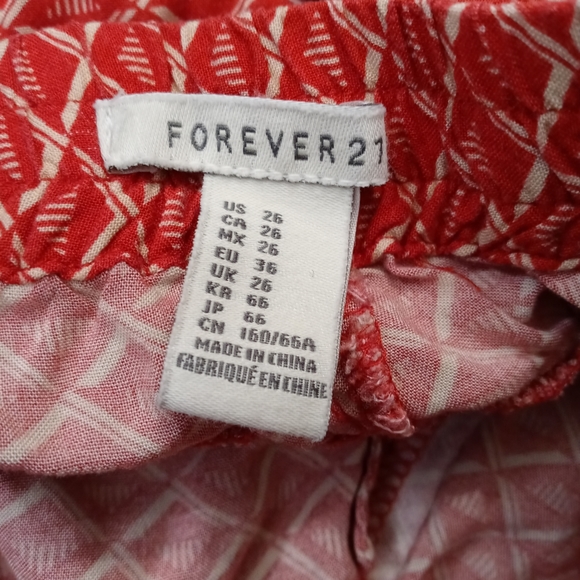 FOREVER 21
US 26
CA 26
MX 26
EU 36
UK 26
KR 66
JP 66
CN 160/66A
MADE IN CHINA
FABRIQUÉ EN CHINE